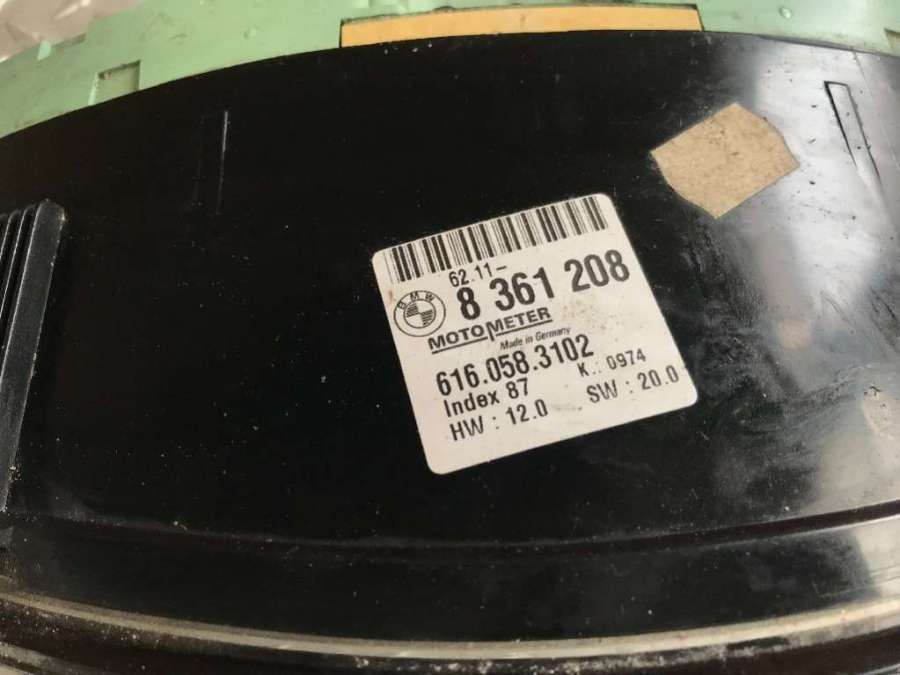 62.11-
BMW
8 361 208
MOTOMETER
Made in Germany
616.058.3102
Index 87 K.: 0974
HW : 12.0 SW : 20.0